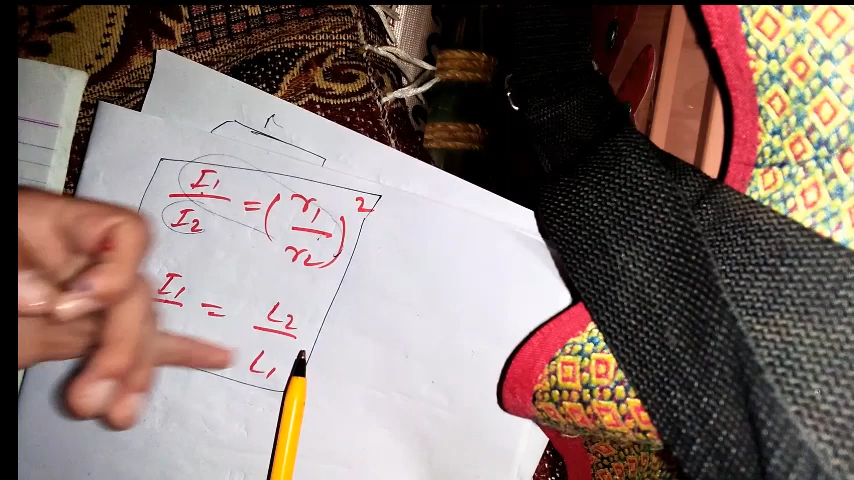 I₁/I₂ = (r₁/r₂)²
I₁ = L₂/L₁